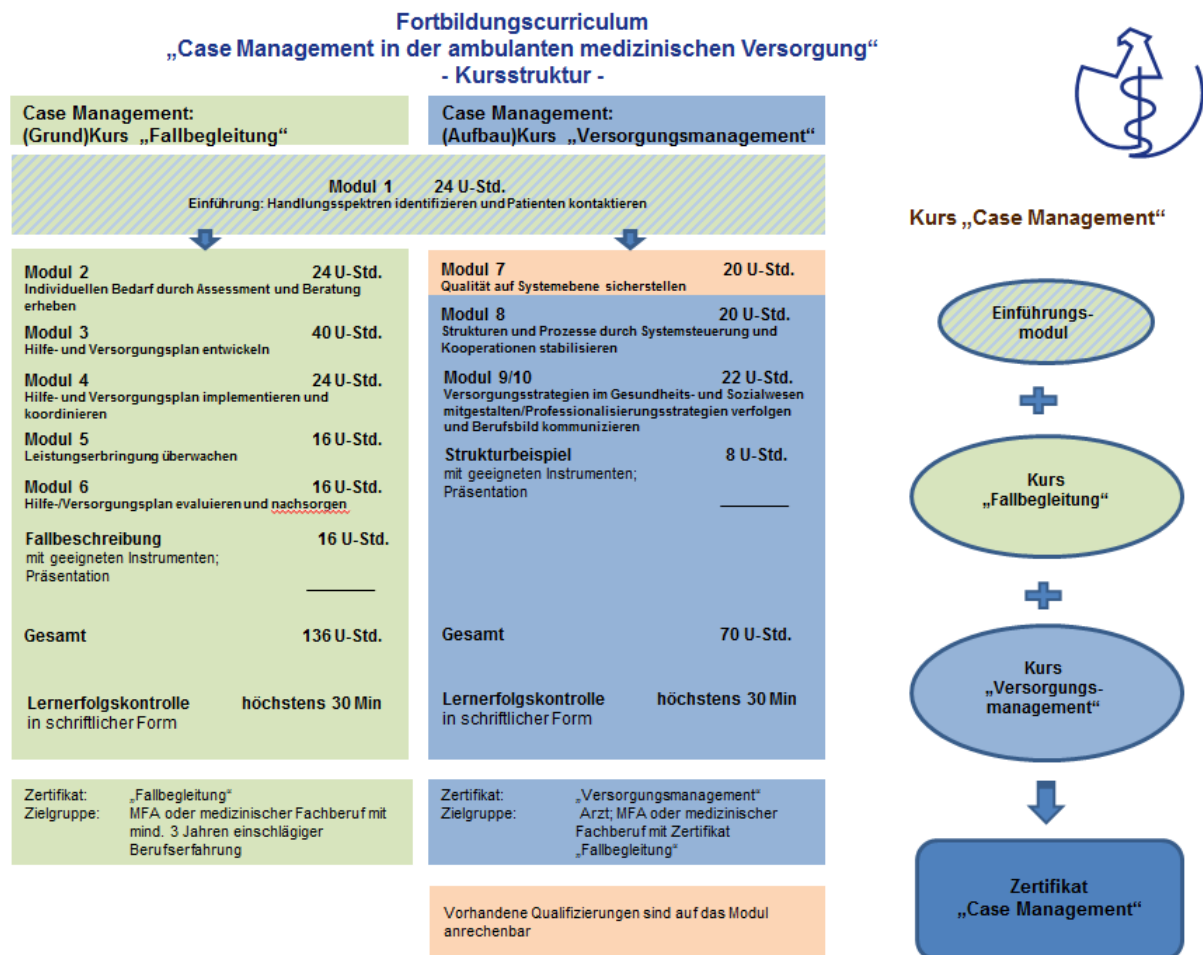 Fortbildungscurriculum
„Case Management in der ambulanten medizinischen Versorgung“
- Kursstruktur -
Case Management:
(Grund)Kurs „Fallbegleitung“
Case Management:
(Aufbau)Kurs „Versorgungsmanagement“
Modul 1 24 U-Std.
Einführung: Handlungsspektren identifizieren und Patienten kontaktieren
Modul 2 24 U-Std.
Individuellen Bedarf durch Assessment und Beratung
erheben
Modul 3 40 U-Std.
Hilfe- und Versorgungsplan entwickeln
Modul 4 24 U-Std.
Hilfe- und Versorgungsplan implementieren und
koordinieren
Modul 5 16 U-Std.
Leistungserbringung überwachen
Modul 6 16 U-Std.
Hilfe-/Versorgungsplan evaluieren und nachsorgen
Fallbeschreibung 16 U-Std.
mit geeigneten Instrumenten;
Präsentation
Gesamt 136 U-Std.
Lernerfolgskontrolle höchstens 30 Min
in schriftlicher Form
Modul 7 20 U-Std.
Qualität auf Systemebene sicherstellen
Modul 8 20 U-Std.
Strukturen und Prozesse durch Systemsteuerung und
Kooperationen stabilisieren
Modul 9/10 22 U-Std.
Versorgungsstrategien im Gesundheits- und Sozialwesen
mitgestalten/Professionalisierungsstrategien verfolgen
und Berufsbild kommunizieren
Strukturbeispiel 8 U-Std.
mit geeigneten Instrumenten;
Präsentation
Gesamt 70 U-Std.
Lernerfolgskontrolle höchstens 30 Min
in schriftlicher Form
Zertifikat: „Fallbegleitung“
Zielgruppe: MFA oder medizinischer Fachberuf mit
mind. 3 Jahren einschlägiger
Berufserfahrung
Zertifikat: „Versorgungsmanagement“
Zielgruppe: Arzt; MFA oder medizinischer
Fachberuf mit Zertifikat
„Fallbegleitung“
Vorhandene Qualifizierungen sind auf das Modul
anrechenbar
Kurs „Case Management“
Einführungs-
modul
Kurs
„Fallbegleitung“
Kurs
„Versorgungs-
management“
Zertifikat
„Case Management“